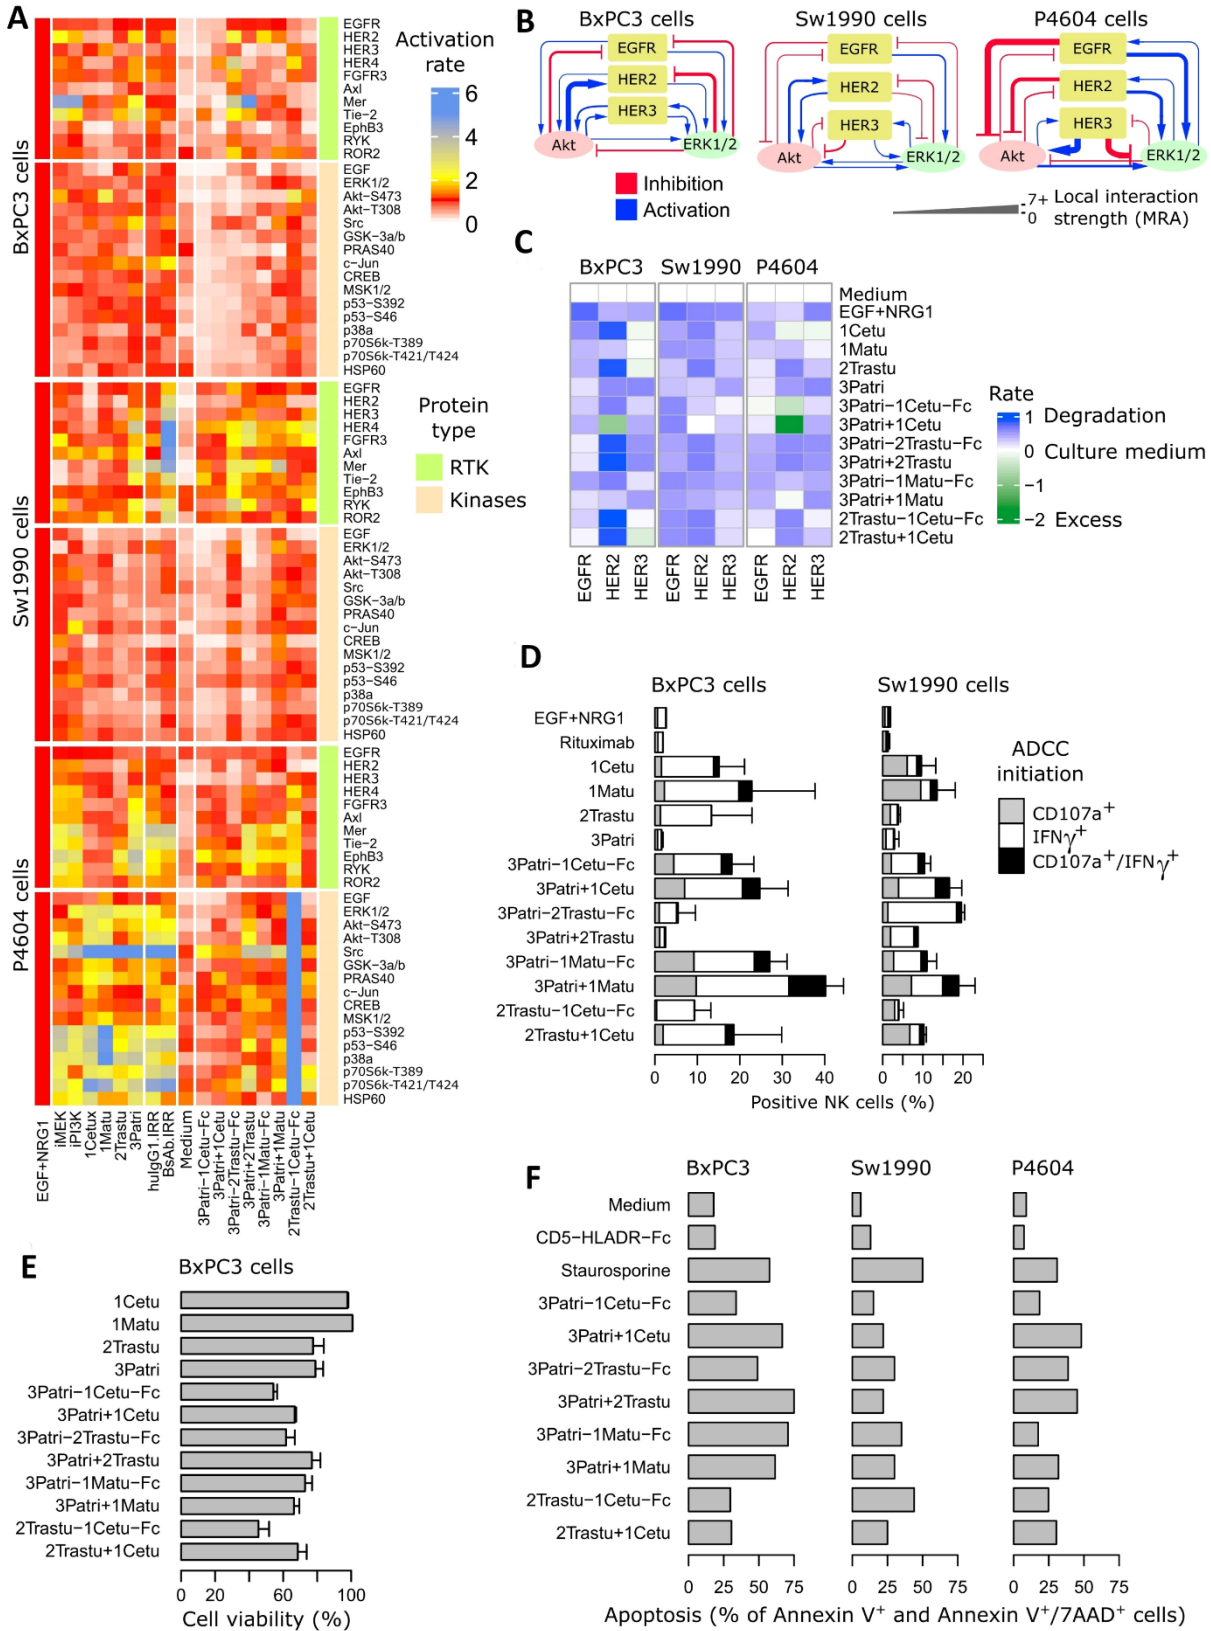 A
BxPC3 cells
EGFR
HER2
HER3
HER4
FGFR3
Axl
Mer
Tie-2
EphB3
RYK
ROR2
EGF
ERK1/2
Akt-S473
Akt-T308
Src
GSK-3a/b
PRAS40
c-Jun
CREB
MSK1/2
p53-S392
p53-S46
p38a
p70S6k-T389
p70S6k-T421/T424
HSP60
Sw1990 cells
EGFR
HER2
HER3
HER4
FGFR3
Axl
Mer
Tie-2
EphB3
RYK
ROR2
EGF
ERK1/2
Akt-S473
Akt-T308
Src
GSK-3a/b
PRAS40
c-Jun
CREB
MSK1/2
p53-S392
p53-S46
p38a
p70S6k-T389
p70S6k-T421/T424
HSP60
P4604 cells
EGFR
HER2
HER3
HER4
FGFR3
Axl
Mer
Tie-2
EphB3
RYK
ROR2
EGF
ERK1/2
Akt-S473
Akt-T308
Src
GSK-3a/b
PRAS40
c-Jun
CREB
MSK1/2
p53-S392
p53-S46
p38a
p70S6k-T389
p70S6k-T421/T424
HSP60
EGF+NRG1
iMEK
iPI3K
1Cetux
1Matu
2Trastu
3Patri
huIgG1.IRR
BsAb.IRR
Medium
3Patri-1Cetu-Fc
3Patri+1Cetu
3Patri-2Trastu-Fc
3Patri+2Trastu
3Patri-1Matu-Fc
3Patri+1Matu
2Trastu-1Cetu-Fc
2Trastu+1Cetu
Activation
rate
6
4
2
0
Protein
type
RTK
Kinases
B
BxPC3 cells
EGFR
HER2
HER3
Akt
ERK1/2
Sw1990 cells
EGFR
HER2
HER3
Akt
ERK1/2
P4604 cells
EGFR
HER2
HER3
Akt
ERK1/2
Inhibition
Activation
7+
0
Local interaction
strength (MRA)
C
BxPC3 Sw1990 P4604
Medium
EGF+NRG1
1Cetu
1Matu
2Trastu
3Patri
3Patri-1Cetu-Fc
3Patri+1Cetu
3Patri-2Trastu-Fc
3Patri+2Trastu
3Patri-1Matu-Fc
3Patri+1Matu
2Trastu-1Cetu-Fc
2Trastu+1Cetu
EGFR
HER2
HER3
EGFR
HER2
HER3
EGFR
HER2
HER3
Rate
1 Degradation
0 Culture medium
-1
-2 Excess
D
BxPC3 cells
Sw1990 cells
EGF+NRG1
Rituximab
1Cetu
1Matu
2Trastu
3Patri
3Patri-1Cetu-Fc
3Patri+1Cetu
3Patri-2Trastu-Fc
3Patri+2Trastu
3Patri-1Matu-Fc
3Patri+1Matu
2Trastu-1Cetu-Fc
2Trastu+1Cetu
0 10 20 30 40
0 10 20
Positive NK cells (%)
ADCC
initiation
CD107a+
IFNγ+
CD107a+/IFNγ+
E
BxPC3 cells
1Cetu
1Matu
2Trastu
3Patri
3Patri-1Cetu-Fc
3Patri+1Cetu
3Patri-2Trastu-Fc
3Patri+2Trastu
3Patri-1Matu-Fc
3Patri+1Matu
2Trastu-1Cetu-Fc
2Trastu+1Cetu
0 20 60 100
Cell viability (%)
F
BxPC3
Sw1990
P4604
Medium
CD5-HLADR-Fc
Staurosporine
3Patri-1Cetu-Fc
3Patri+1Cetu
3Patri-2Trastu-Fc
3Patri+2Trastu
3Patri-1Matu-Fc
3Patri+1Matu
2Trastu-1Cetu-Fc
2Trastu+1Cetu
0 25 50 75
0 25 50 75
0 25 50 75
Apoptosis (% of Annexin V+ and Annexin V+/7AAD+ cells)